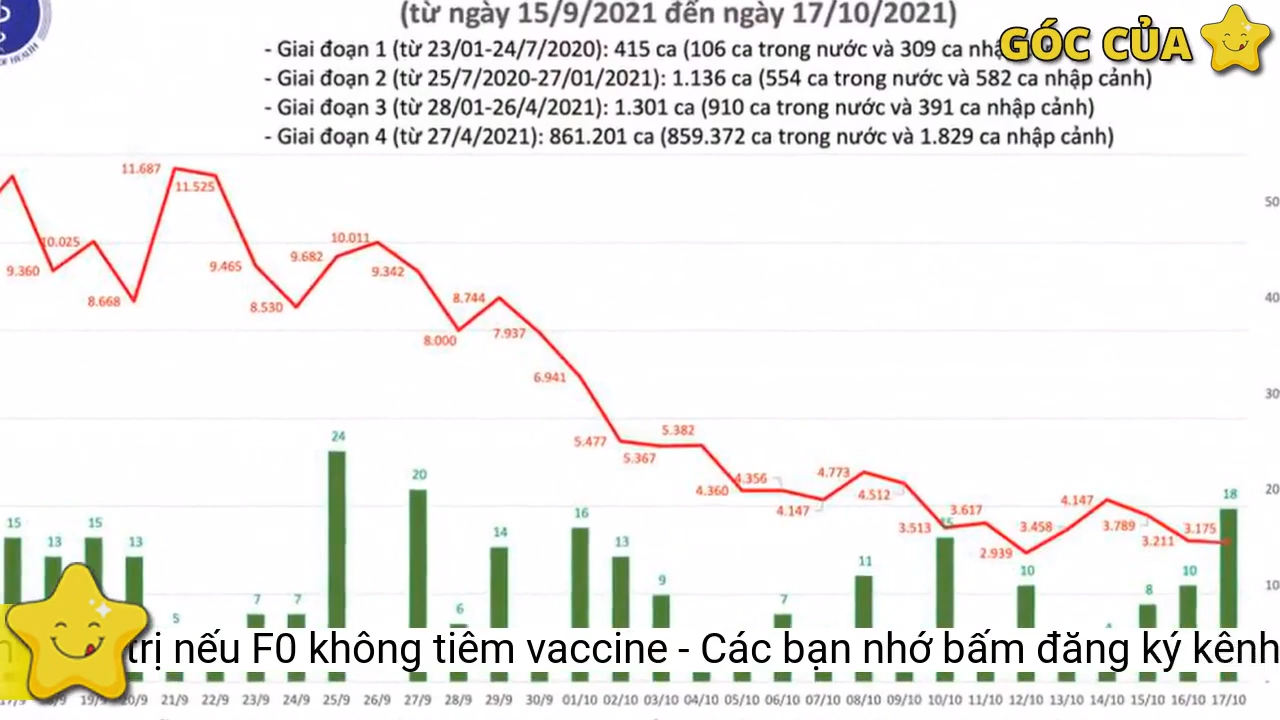 (từ ngày 15/9/2021 đến ngày 17/10/2021)
GÓC CỦA
- Giai đoạn 1 (từ 23/01-24/7/2020): 415 ca (106 ca trong nước và 309 ca
- Giai đoạn 2 (từ 25/7/2020-27/01/2021): 1.136 ca (554 ca trong nước và 582 ca nhập cảnh)
- Giai đoạn 3 (từ 28/01-26/4/2021): 1.301 ca (910 ca trong nước và 391 ca nhập cảnh)
- Giai đoạn 4 (từ 27/4/2021): 861.201 ca (859.372 ca trong nước và 1.829 ca nhập cảnh)
9.360 10.025 8.668 11.687 11.525 9.465 8.530 9.682 10.011 9.342 8.000 8.744 7.937 6.941 5.477 5.367 5.382 4.360 4.356 4.147 4.773 4.512 3.513 3.617 2.939 3.458 4.147 3.789 3.211 3.175
15 13 15 13 5 7 7 24 20 6 14 16 13 9 7 11 15 10 8 10 18
50
40
30
20
10
trị nếu F0 không tiêm vaccine - Các bạn nhớ bấm đăng ký kênh
19/9 20/9 21/9 22/9 23/9 24/9 25/9 26/9 27/9 28/9 29/9 30/9 01/10 02/10 03/10 04/10 05/10 06/10 07/10 08/10 09/10 10/10 11/10 12/10 13/10 14/10 15/10 16/10 17/10